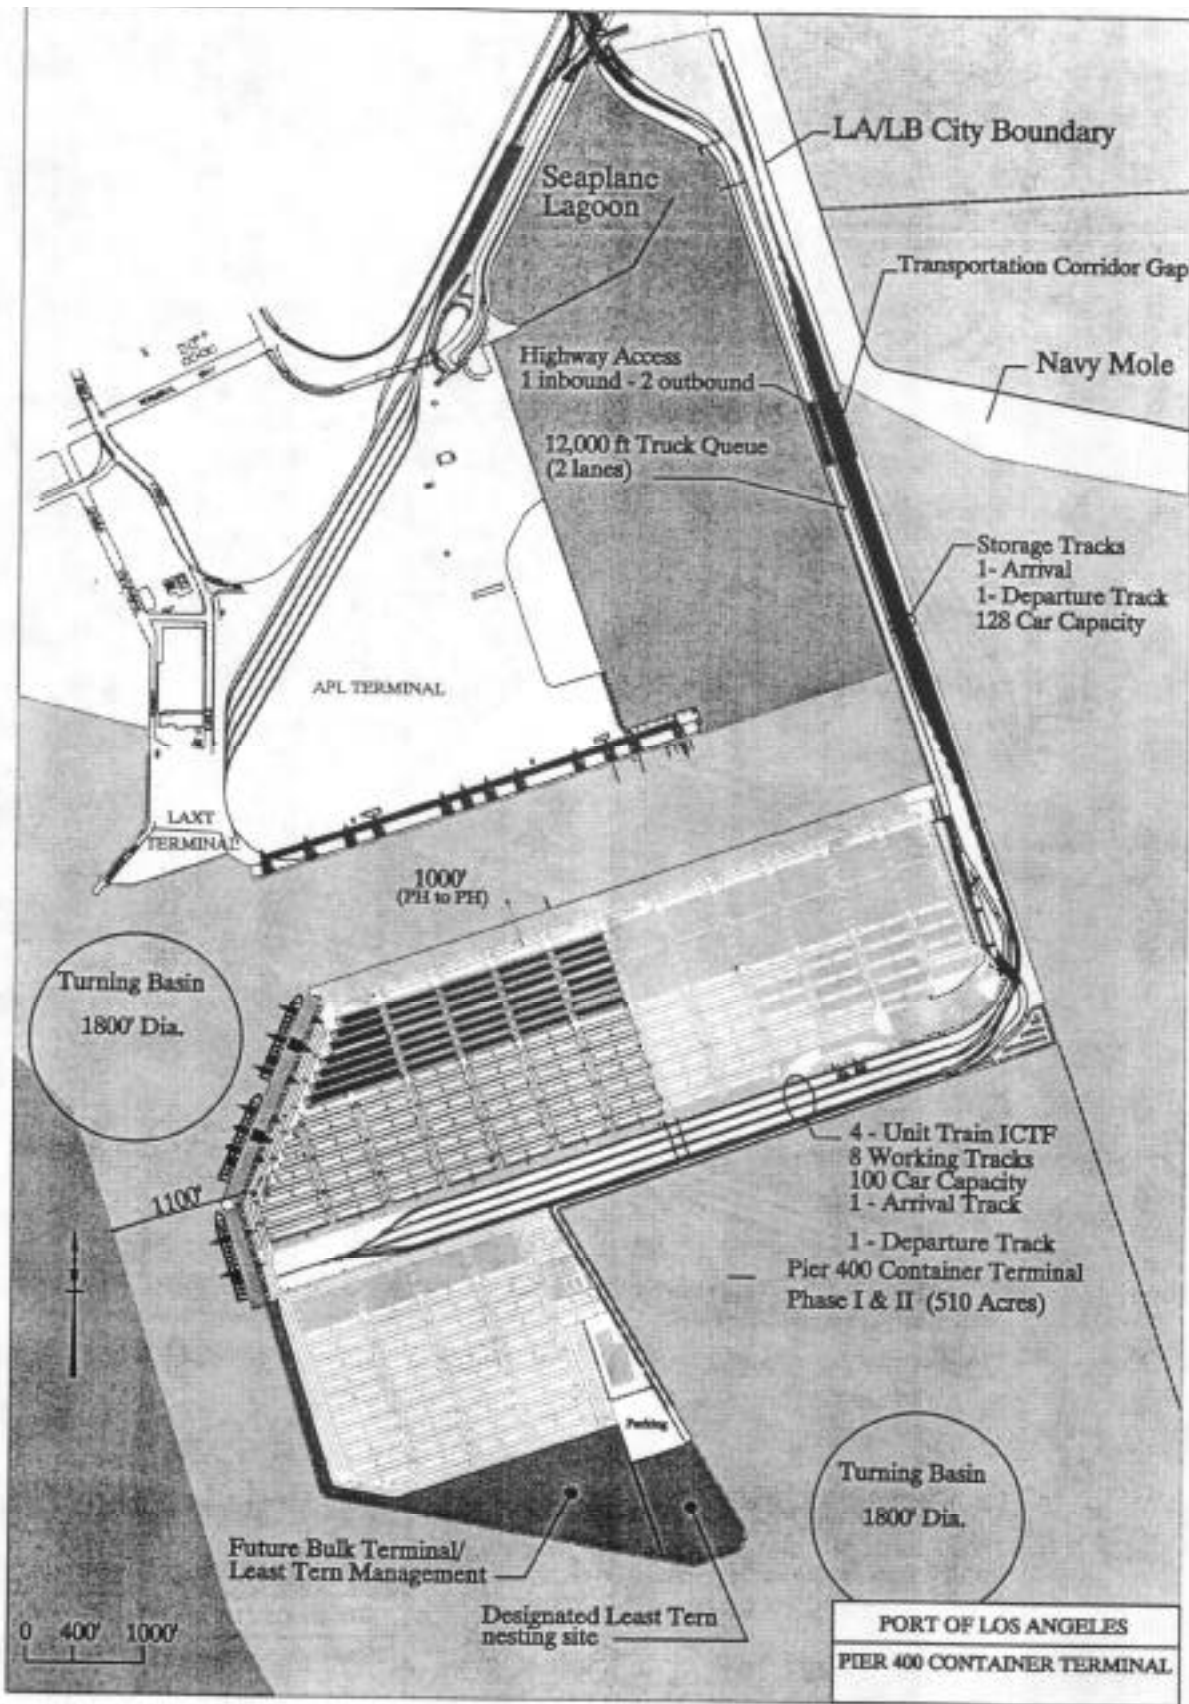 LA/LB City Boundary
Seaplane
Lagoon
Transportation Corridor Gap
Highway Access
1 inbound - 2 outbound
Navy Mole
12,000 ft Truck Queue
(2 lanes)
Storage Tracks
1- Arrival
1- Departure Track
128 Car Capacity
APL TERMINAL
LAXT
TERMINAL
1000'
(PH to PH)
Turning Basin
1800' Dia.
4 - Unit Train ICTF
8 Working Tracks
100 Car Capacity
1 - Arrival Track
1 - Departure Track
1100'
Pier 400 Container Terminal
Phase I & II (510 Acres)
Parking
Turning Basin
1800' Dia.
Future Bulk Terminal/
Least Tern Management
Designated Least Tern
nesting site
0 400' 1000'
PORT OF LOS ANGELES
PIER 400 CONTAINER TERMINAL